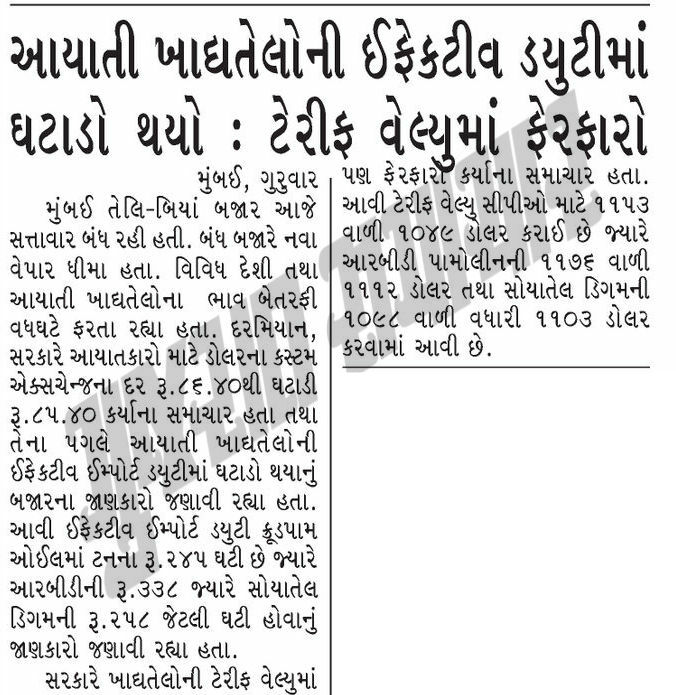 આયાતી ખાદ્યતેલોની ઈફેક્ટીવ ડયુટીમાં
ઘટાડો થયો : ટેરીફ વેલ્યુમાં ફેરફારો
મુંબઈ, ગુરુવાર
મુંબઈ તેલિ-બિયાં બજાર આજે
સત્તાવાર બંધ રહી હતી. બંધ બજારે નવા
વેપાર ધીમા હતા. વિવિધ દેશી તથા
આયાતી ખાદ્યતેલોના ભાવ બેતરફી
વધઘટે ફરતા રહ્યા હતા. દરમિયાન,
સરકારે આયાતકારો માટે ડોલરના કસ્ટમ
એક્સચેન્જના દર રૂ.૮૬.૪૦થી ઘટાડી
રૂ.૮૫.૪૦ કર્યાના સમાચાર હતા તથા
તેના પગલે આયાતી ખાદ્યતેલોની
ઈફેક્ટીવ ઈમ્પોર્ટ ડયુટીમાં ઘટાડો થયાનું
બજારના જાણકારો જણાવી રહ્યા હતા.
આવી ઈફેક્ટીવ ઈમ્પોર્ટ ડયુટી ક્રૂડપામ
ઓઈલમાં ટનના રૂ.૨૪૫ ઘટી છે જ્યારે
આરબીડીની રૂ.૩૩૮ જ્યારે સોયાતેલ
ડિગમની રૂ.૨૫૮ જેટલી ઘટી હોવાનું
જાણકારો જણાવી રહ્યા હતા.
સરકારે ખાદ્યતેલોની ટેરીફ વેલ્યુમાં
પણ ફેરફારો કર્યાના સમાચાર હતા.
આવી ટેરીફ વેલ્યુ સીપીઓ માટે ૧૧૫૩
વાળી ૧૦૪૯ ડોલર કરાઈ છે જ્યારે
આરબીડી પામોલીનની ૧૧૭૬ વાળી
૧૧૧૨ ડોલર તથા સોયાતેલ ડિગમની
૧૦૯૮ વાળી વધારી ૧૧૦૩ ડોલર
કરવામાં આવી છે.